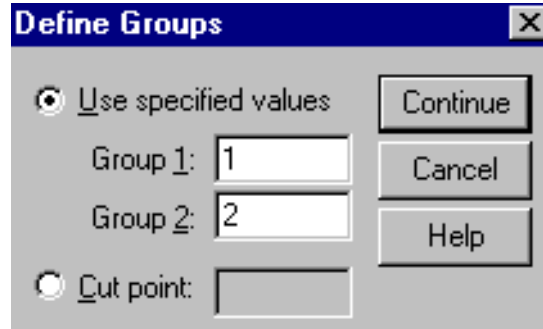 Define Groups
Use specified values
Continue
Group 1: 1
Cancel
Group 2: 2
Help
Cut point: